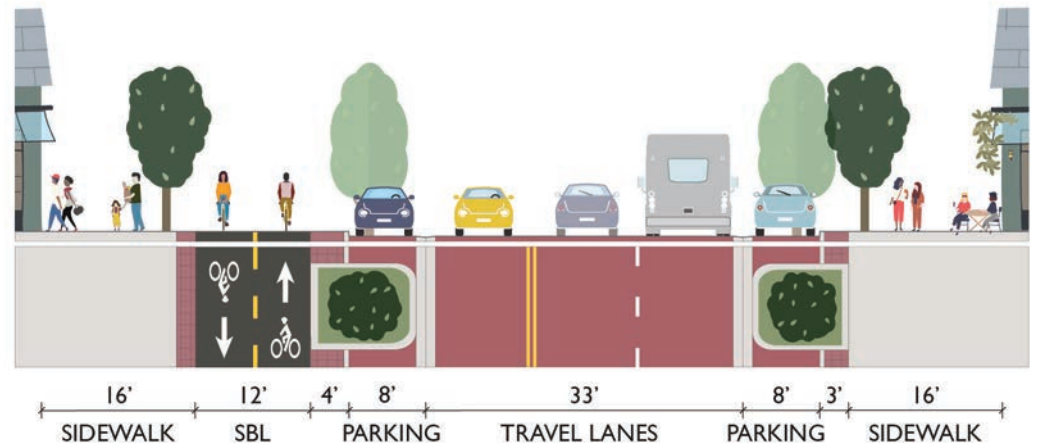 16’ 12’ 4’ 8’ 33’ 8’ 3’ 16’
SIDEWALK SBL PARKING TRAVEL LANES PARKING SIDEWALK